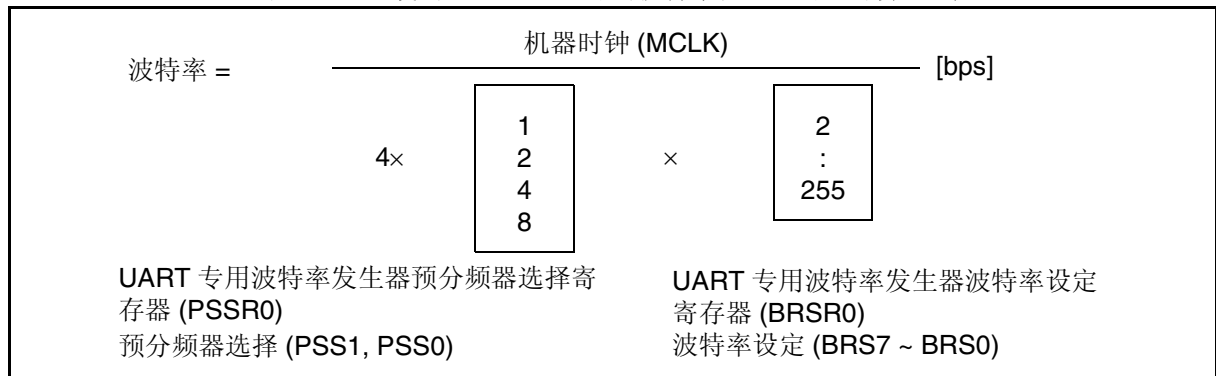 机器时钟 (MCLK)
波特率 =
[bps]
4×
1
2
4
8
×
2
:
255
UART 专用波特率发生器预分频器选择寄
存器 (PSSR0)
预分频器选择 (PSS1, PSS0)
UART 专用波特率发生器波特率设定
寄存器 (BRSR0)
波特率设定 (BRS7 ~ BRS0)